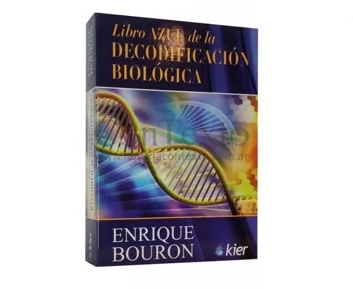 Libro AZUL de la
DECODIFICACIÓN
BIOLÓGICA
ENRIQUE
BOURON
kier